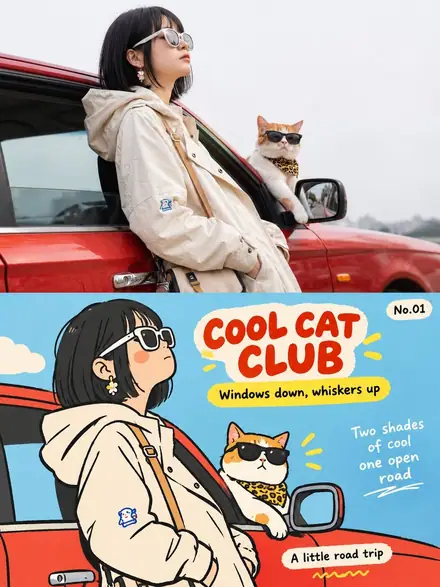 No.01
COOL CAT
CLUB
Windows down, whiskers up
Two shades
of cool
one open
road
A little road trip